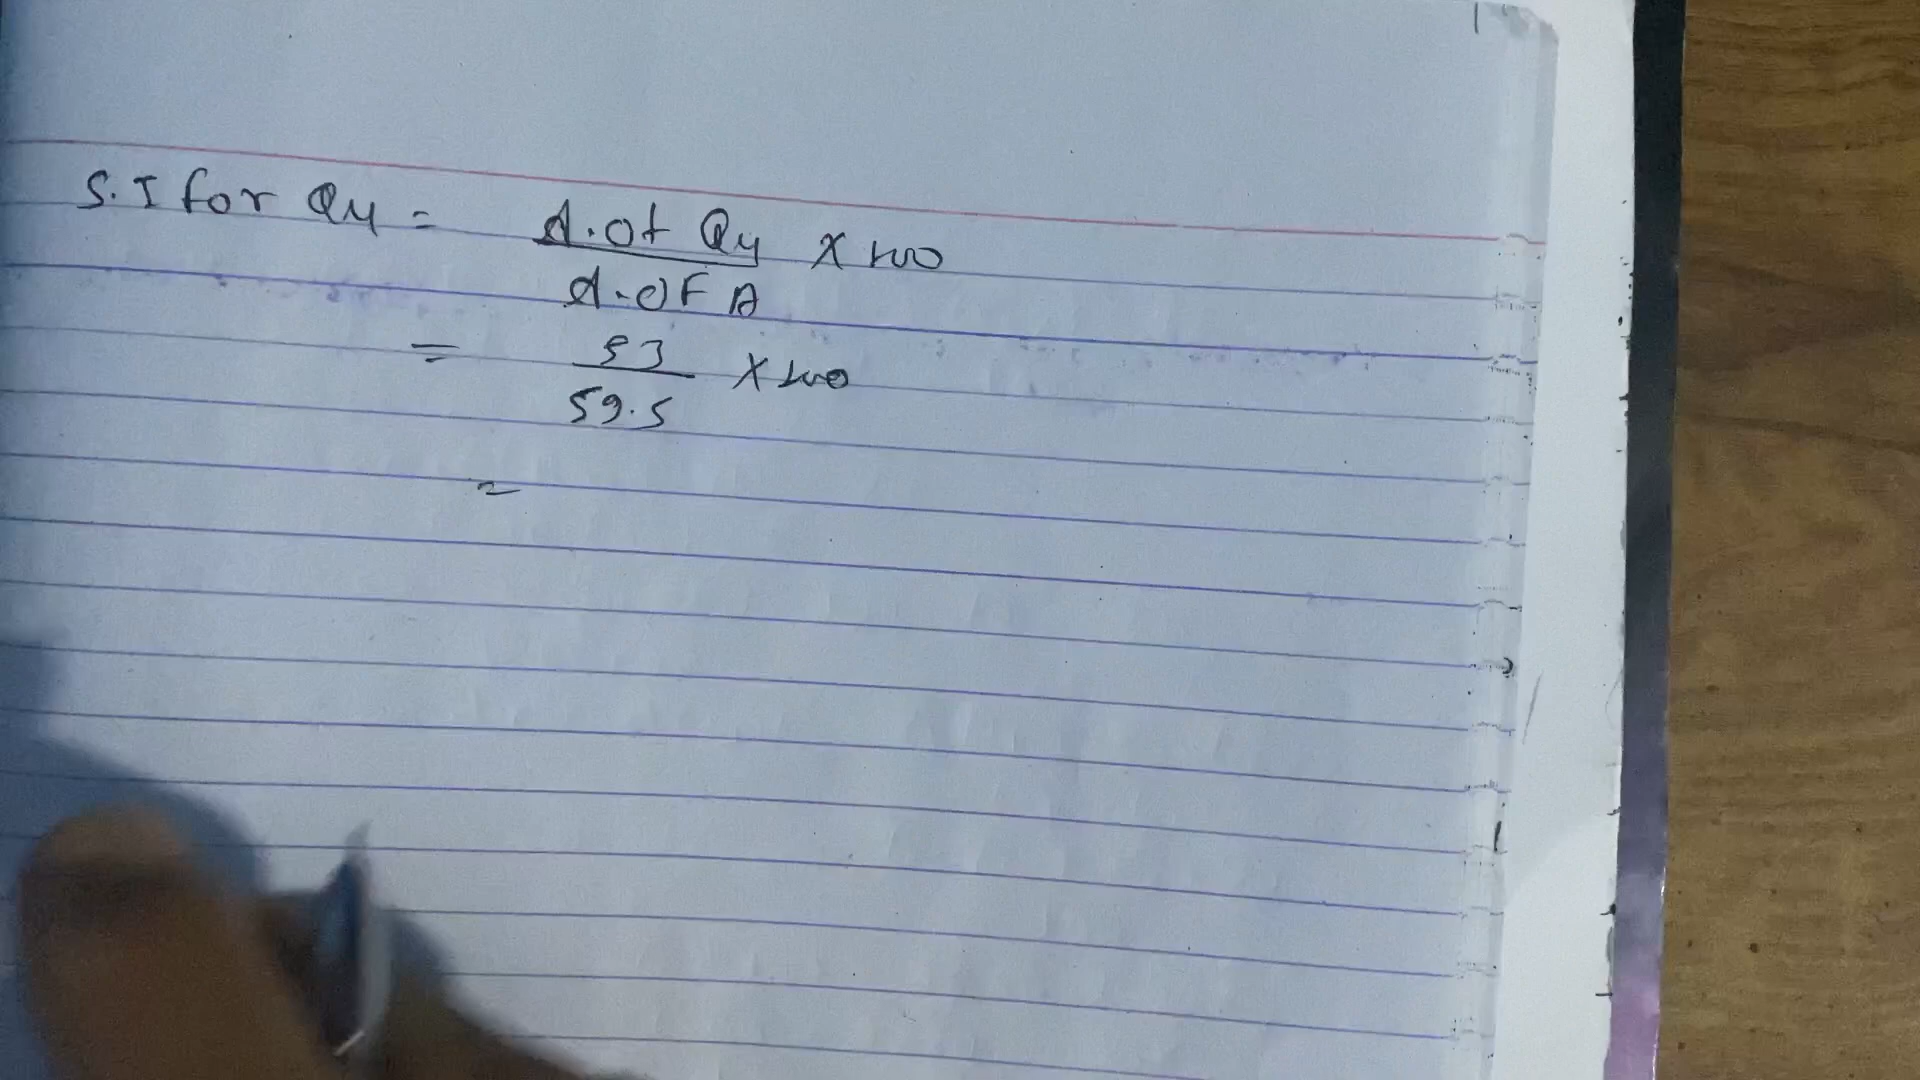 S.I for Q4 = A.Of Q4 X 100
A.OF A
= 53 X 100
59.5
=